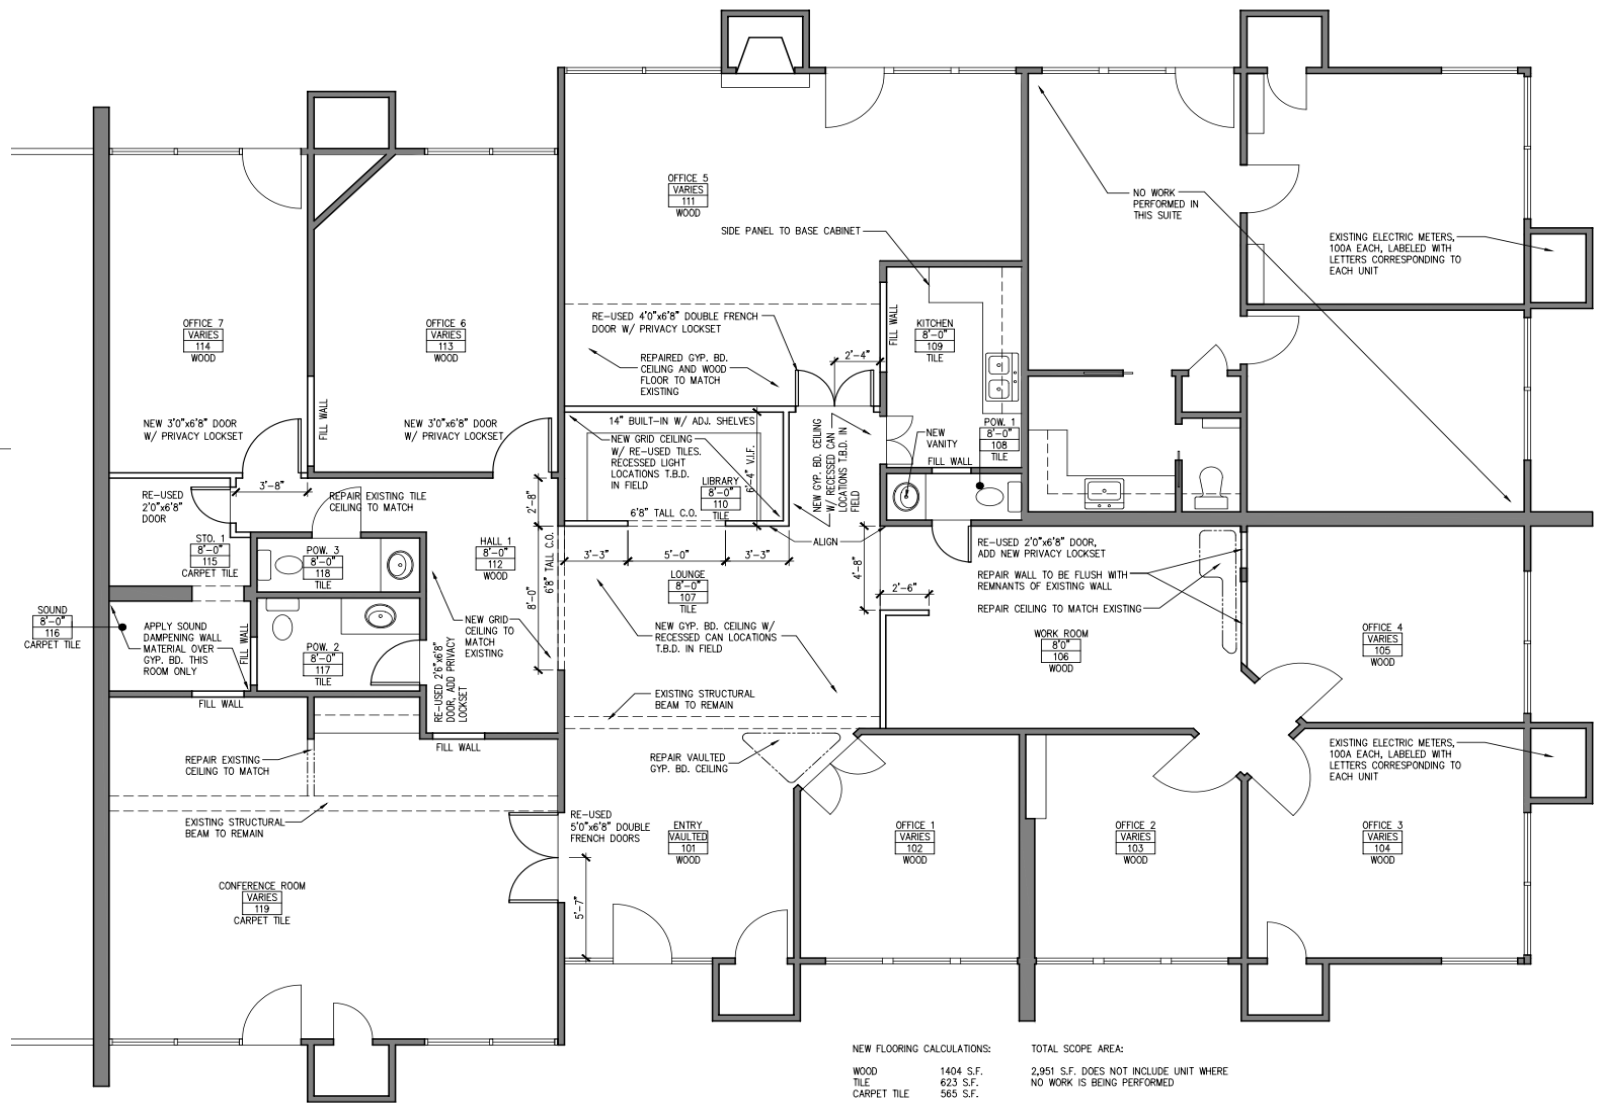 OFFICE 5
VARIES
111
WOOD
NO WORK
PERFORMED IN
THIS SUITE
SIDE PANEL TO BASE CABINET
EXISTING ELECTRIC METERS,
100A EACH, LABELED WITH
LETTERS CORRESPONDING TO
EACH UNIT
OFFICE 7
VARIES
114
WOOD
OFFICE 6
VARIES
113
WOOD
RE-USED 4'0"x6'8" DOUBLE FRENCH
DOOR W/ PRIVACY LOCKSET
FILL WALL
KITCHEN
8'-0"
109
TILE
REPAIRED GYP. BD.
CEILING AND WOOD
FLOOR TO MATCH
EXISTING
2'-4"
NEW 3'0"x6'8" DOOR
W/ PRIVACY LOCKSET
FILL WALL
NEW 3'0"x6'8" DOOR
W/ PRIVACY LOCKSET
14" BUILT-IN W/ ADJ. SHELVES
NEW GRID CEILING
W/ RE-USED TILES.
RECESSED LIGHT
LOCATIONS T.B.D.
IN FIELD
6'-4" V.I.F.
LIBRARY
8'-0"
110
TILE
6'8" TALL C.O.
NEW GYP. BD. CEILING
W/ RECESSED CAN
LOCATIONS T.B.D. IN
FIELD
NEW
VANITY
POW. 1
8'-0"
108
TILE
FILL WALL
3'-8"
RE-USED
2'0"x6'8"
DOOR
REPAIR EXISTING TILE
CEILING TO MATCH
2'-8"
STO. 1
8'-0"
115
CARPET TILE
POW. 3
8'-0"
118
TILE
HALL 1
8'-0"
112
WOOD
6'8" TALL C.O.
8'-0"
3'-3"
5'-0"
3'-3"
ALIGN
4'-8"
2'-6"
LOUNGE
8'-0"
107
TILE
RE-USED 2'0"x6'8" DOOR,
ADD NEW PRIVACY LOCKSET
REPAIR WALL TO BE FLUSH WITH
REMNANTS OF EXISTING WALL
REPAIR CEILING TO MATCH EXISTING
SOUND
8'-0"
116
CARPET TILE
APPLY SOUND
DAMPENING WALL
MATERIAL OVER
GYP. BD. THIS
ROOM ONLY
FILL WALL
POW. 2
8'-0"
117
TILE
NEW GRID
CEILING TO
MATCH
EXISTING
RE-USED 2'6"x6'8"
DOOR, ADD PRIVACY
LOCKSET
NEW GYP. BD. CEILING W/
RECESSED CAN LOCATIONS
T.B.D. IN FIELD
WORK ROOM
8'0"
106
WOOD
OFFICE 4
VARIES
105
WOOD
FILL WALL
EXISTING STRUCTURAL
BEAM TO REMAIN
FILL WALL
REPAIR EXISTING
CEILING TO MATCH
REPAIR VAULTED
GYP. BD. CEILING
EXISTING ELECTRIC METERS,
100A EACH, LABELED WITH
LETTERS CORRESPONDING TO
EACH UNIT
EXISTING STRUCTURAL
BEAM TO REMAIN
RE-USED
5'0"x6'8" DOUBLE
FRENCH DOORS
ENTRY
VAULTED
101
WOOD
OFFICE 1
VARIES
102
WOOD
OFFICE 2
VARIES
103
WOOD
OFFICE 3
VARIES
104
WOOD
CONFERENCE ROOM
VARIES
119
CARPET TILE
5'-7"
NEW FLOORING CALCULATIONS:
WOOD 1404 S.F.
TILE 623 S.F.
CARPET TILE 565 S.F.
TOTAL SCOPE AREA:
2,951 S.F. DOES NOT INCLUDE UNIT WHERE
NO WORK IS BEING PERFORMED